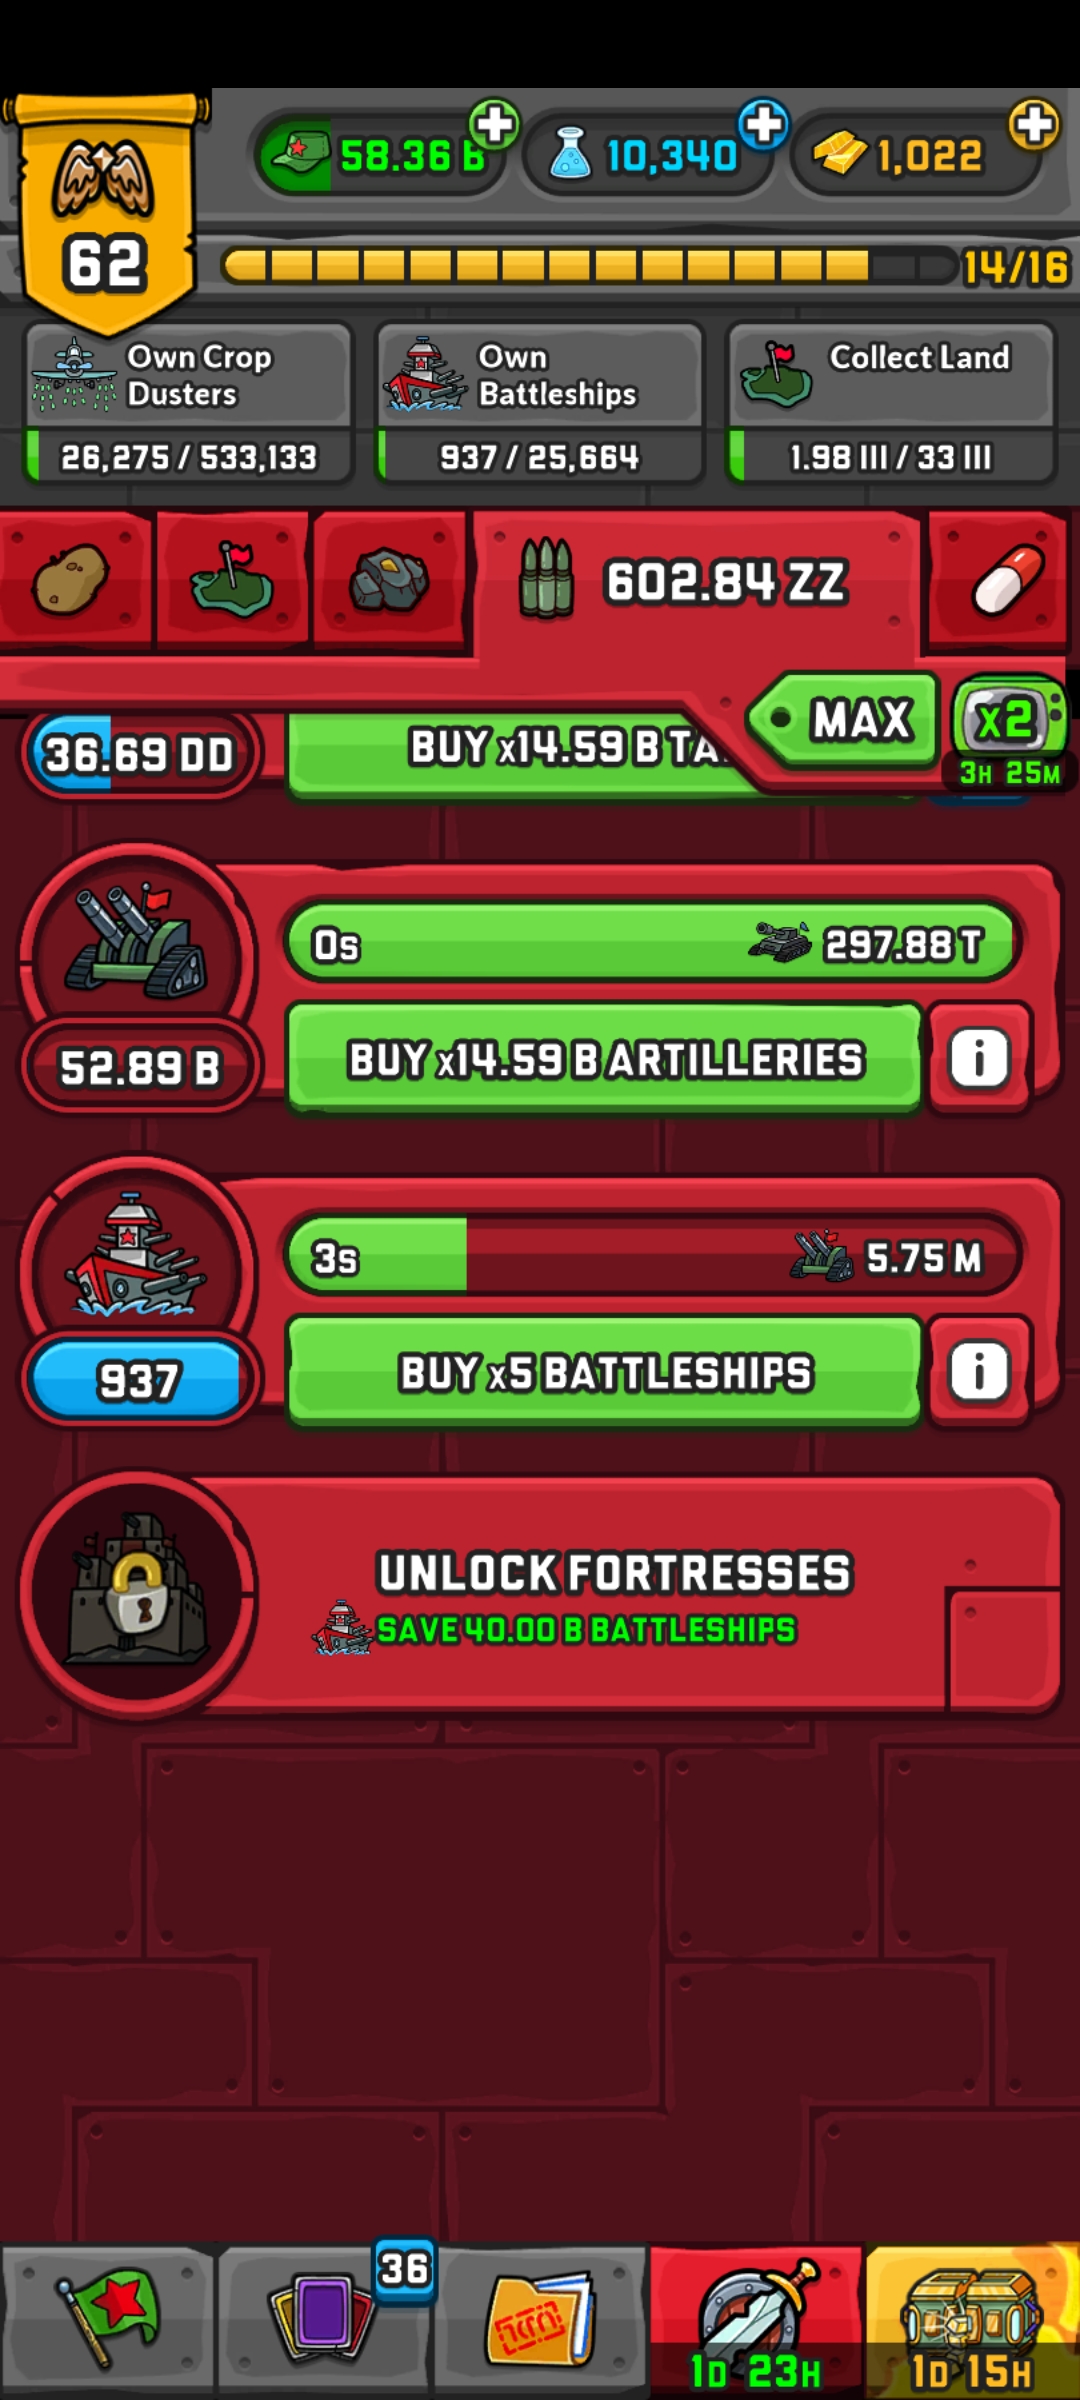 62
58.36 B
10,340
1,022
14/16
Own Crop
Dusters
26,275 / 533,133
Own
Battleships
937 / 25,664
Collect Land
1.98 III / 33 III
602.84 ZZ
MAX
x2
3H 25M
36.69 DD
BUY x14.59 B TA
0s
297.88 T
52.89 B
BUY x14.59 B ARTILLERIES
i
3s
5.75 M
937
BUY x5 BATTLESHIPS
i
UNLOCK FORTRESSES
SAVE 40.00 B BATTLESHIPS
36
1D 23H
1D 15H